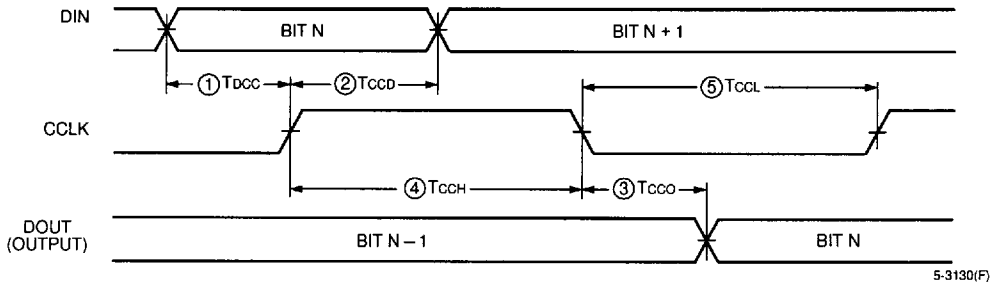 DIN
BIT N
BIT N + 1
① TDCC
② TCCD
⑤ TCCL
CCLK
④ TCCH
③ TCCO
DOUT
(OUTPUT)
BIT N – 1
BIT N
5-3130(F)